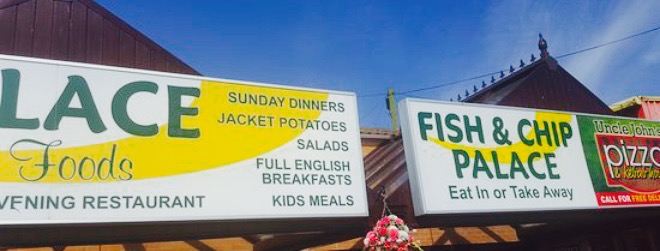 LACE
Foods
VENING RESTAURANT
SUNDAY DINNERS
JACKET POTATOES
SALADS
FULL ENGLISH
BREAKFASTS
KIDS MEALS
FISH & CHIP
PALACE
Eat In or Take Away
Uncle John's
pizza
& kebab
CALL FOR FREE DEL